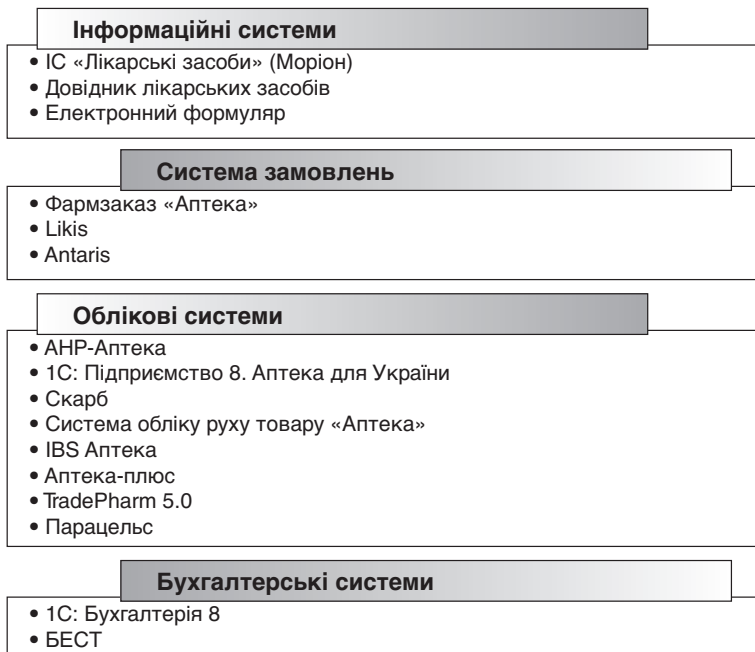 Інформаційні системи
• ІС «Лікарські засоби» (Моріон)
• Довідник лікарських засобів
• Електронний формуляр
Система замовлень
• Фармзаказ «Аптека»
• Likis
• Antaris
Облікові системи
• АНР-Аптека
• 1С: Підприємство 8. Аптека для України
• Скарб
• Система обліку руху товару «Аптека»
• IBS Аптека
• Аптека-плюс
• TradePharm 5.0
• Парацельс
Бухгалтерські системи
• 1С: Бухгалтерія 8
• БЕСТ